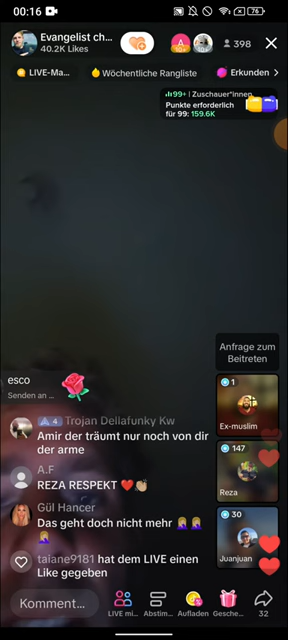 00:16
76
Evangelist ch...
40.2K Likes
A
10+
10+
398
LIVE-Ma...
Wöchentliche Rangliste
Erkunden
99+ | Zuschauer*innen
Punkte erforderlich
für 99: 159.6K
Anfrage zum
Beitreten
esco
Senden an ...
1
Ex-muslim
4 Trojan Dellafunky Kw
Amir der träumt nur noch von dir
der arme
A.F
REZA RESPEKT ❤️👏🏼
147
Reza
Gül Hancer
Das geht doch nicht mehr 🤦🏼‍♀️🤦🏼‍♀️
🤦🏼‍♀️
30
Juanjuan
taiane9181 hat dem LIVE einen
Like gegeben
Komment...
LIVE mi...
Abstim...
Aufladen
Gesche...
32